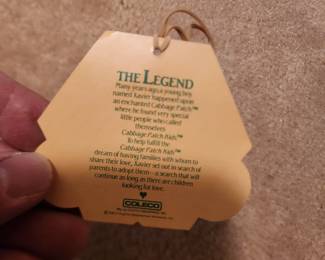 THE LEGEND
Many years ago a young boy
named Xavier happened upon
an enchanted Cabbage Patch™
where he found very special
little people who called
themselves
Cabbage Patch Kids™
To help fulfill the
Cabbage Patch Kids™
dream of having families with whom to
share their love, Xavier set out in search of
parents to adopt them— a search that will
continue as long as there are children
looking for love.
COLECO